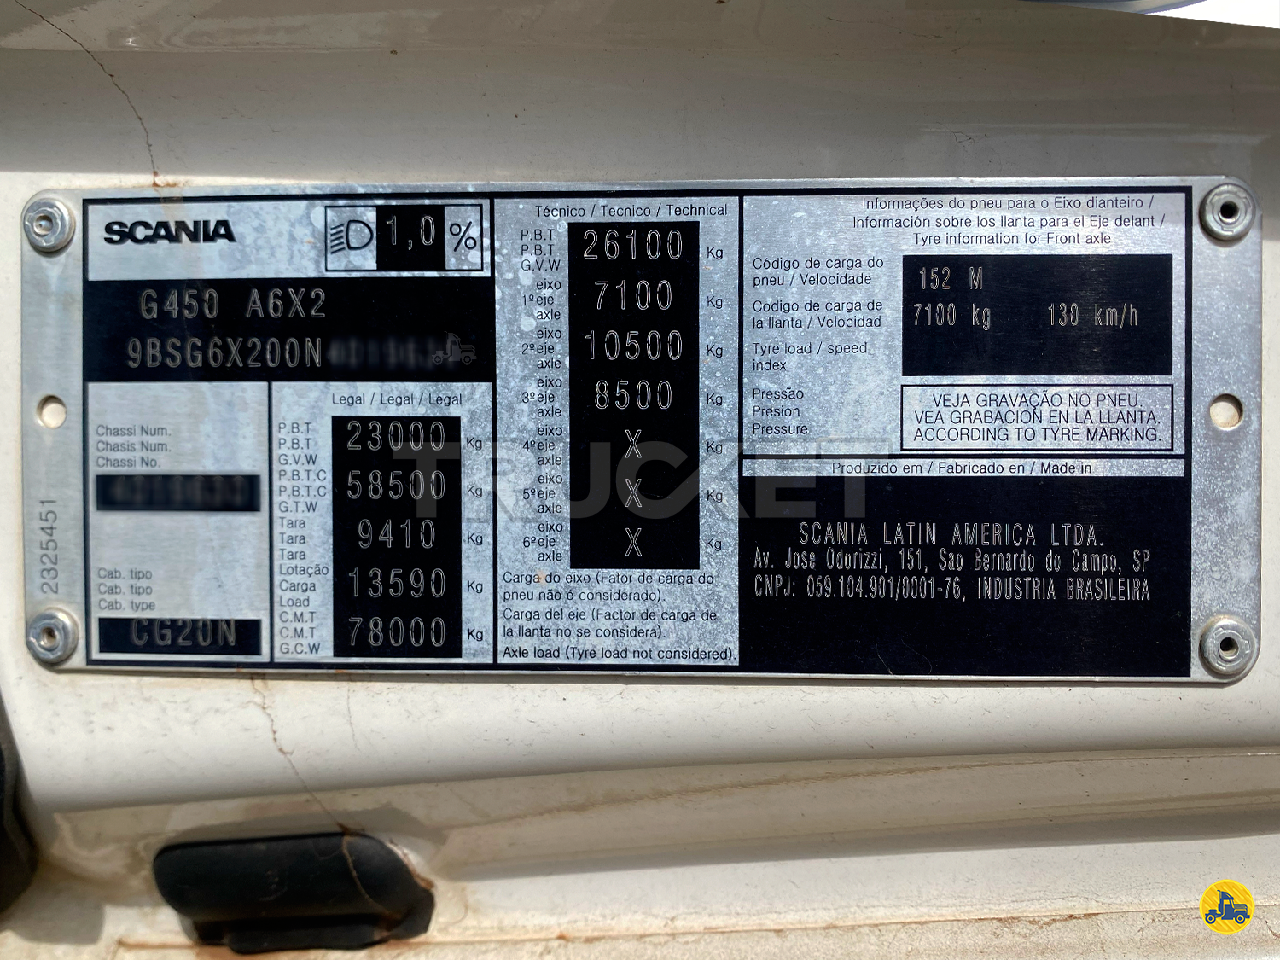 SCANIA
1,0 %
G450 A6X2
9BSG6X200N
Chassi Num.
Chasis Num.
Chassi No.
Cab. tipo
Cab. tipo
Cab. type
CG20N
2325451
Legal / Legal / Legal
P.B.T
P.B.T
G.V.W
23000 Kg
P.B.T.C
P.B.T.C
G.T.W
58500 Kg
Tara
Tara
Tara
9410
Lotação
Carga
Load
13590 Kg
C.M.T
C.M.T
G.C.W
78000 Kg
Técnico / Tecnico / Technical
P.B.T
P.B.T
G.V.W
26100 Kg
eixo
1º eje
axle
7100 Kg
eixo
2º eje
axle
10500 Kg
eixo
3º eje
axle
8500 Kg
eixo
4º eje
axle
X Kg
eixo
5º eje
axle
X Kg
eixo
6º eje
axle
X Kg
Carga do eixo (Fator de carga do
pneu não é considerado).
Carga del eje (Factor de carga de
la llanta no se considera).
Axle load (Tyre load not considered).
Informações do pneu para o Eixo dianteiro /
Información sobre los llanta para el Eje delant /
Tyre information for Front axle
Código de carga do
pneu / Velocidade
Codigo de carga de
la llanta / Velocidad
Tyre load / speed
index
152 M
7100 kg 130 km/h
Pressão
Presion
Pressure
VEJA GRAVAÇÃO NO PNEU.
VEA GRABACIÓN EN LA LLANTA.
ACCORDING TO TYRE MARKING.
Produzido em / Fabricado en / Made in
SCANIA LATIN AMERICA LTDA.
Av. José Odorizzi, 151, Sao Bernardo do Campo, SP
CNPJ: 059.104.901/0001-76, INDUSTRIA BRASILEIRA
TRUCKET